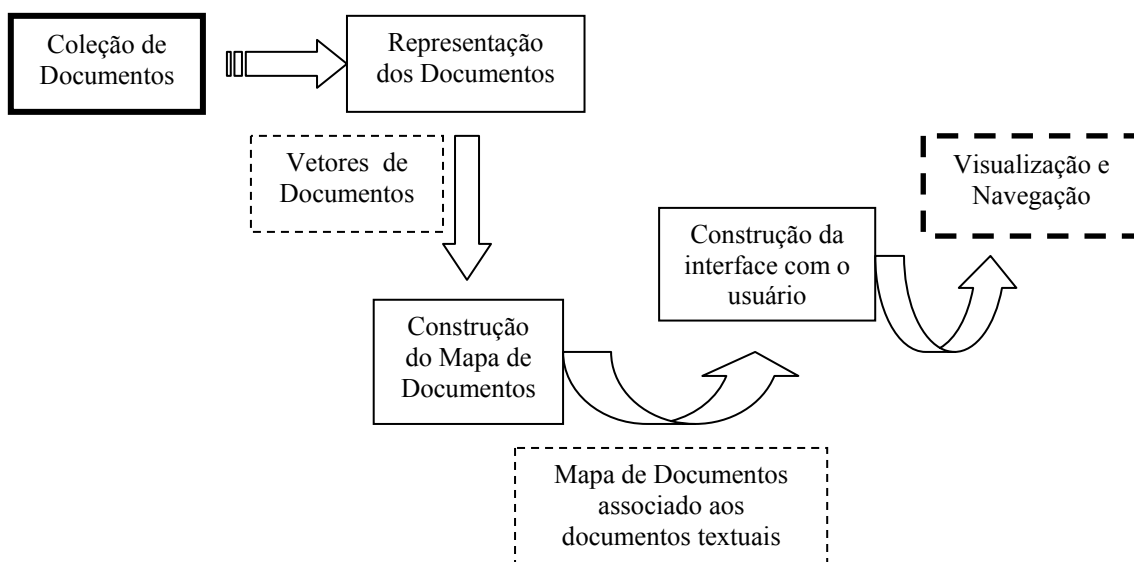 Coleção de
Documentos
Representação
dos Documentos
Vetores de
Documentos
Visualização e
Navegação
Construção da
interface com o
usuário
Construção
do Mapa de
Documentos
Mapa de Documentos
associado aos
documentos textuais